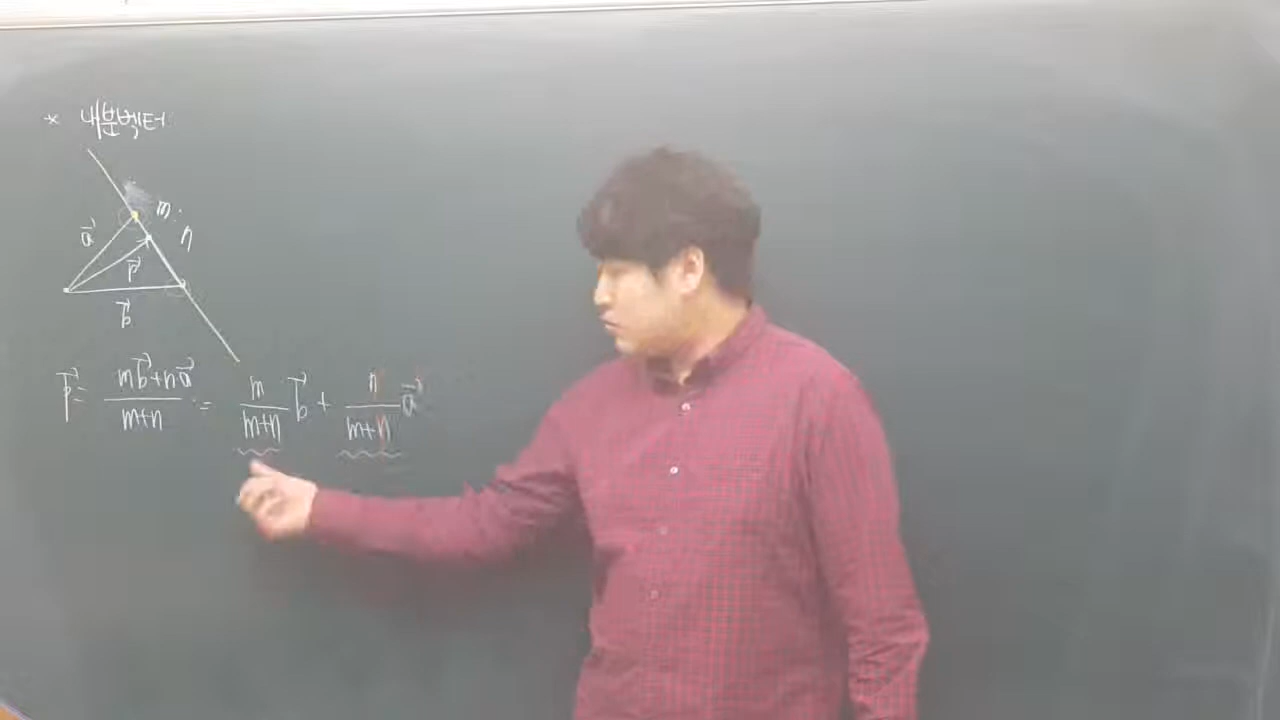 * 내분벡터
m:
a⃗
n
p⃗
b⃗
p⃗ = (mb⃗+na⃗)/(m+n) = m/(m+n) b⃗ + n/(m+n) a⃗